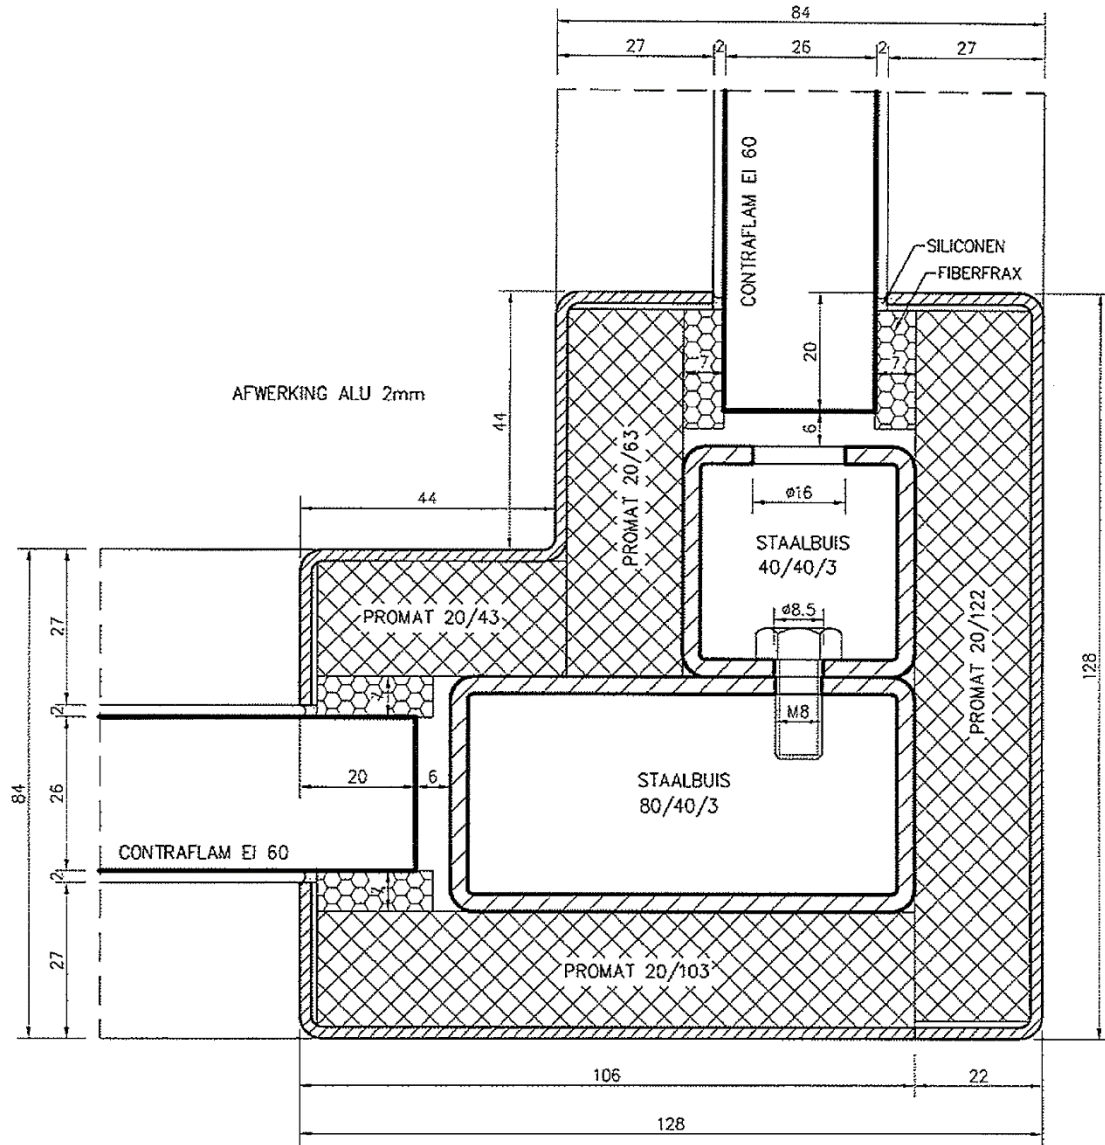 84
27
2
26
2
27
CONTRAFLAM EI 60
SILICONEN
FIBERFRAX
20
7
7
AFWERKING ALU 2mm
44
6
PROMAT 20/63
44
ø16
STAALBUIS
40/40/3
ø8.5
PROMAT 20/43
PROMAT 20/122
128
27
7
2
M8
84
26
20
6
STAALBUIS
80/40/3
CONTRAFLAM EI 60
2
7
27
PROMAT 20/103
106
22
128